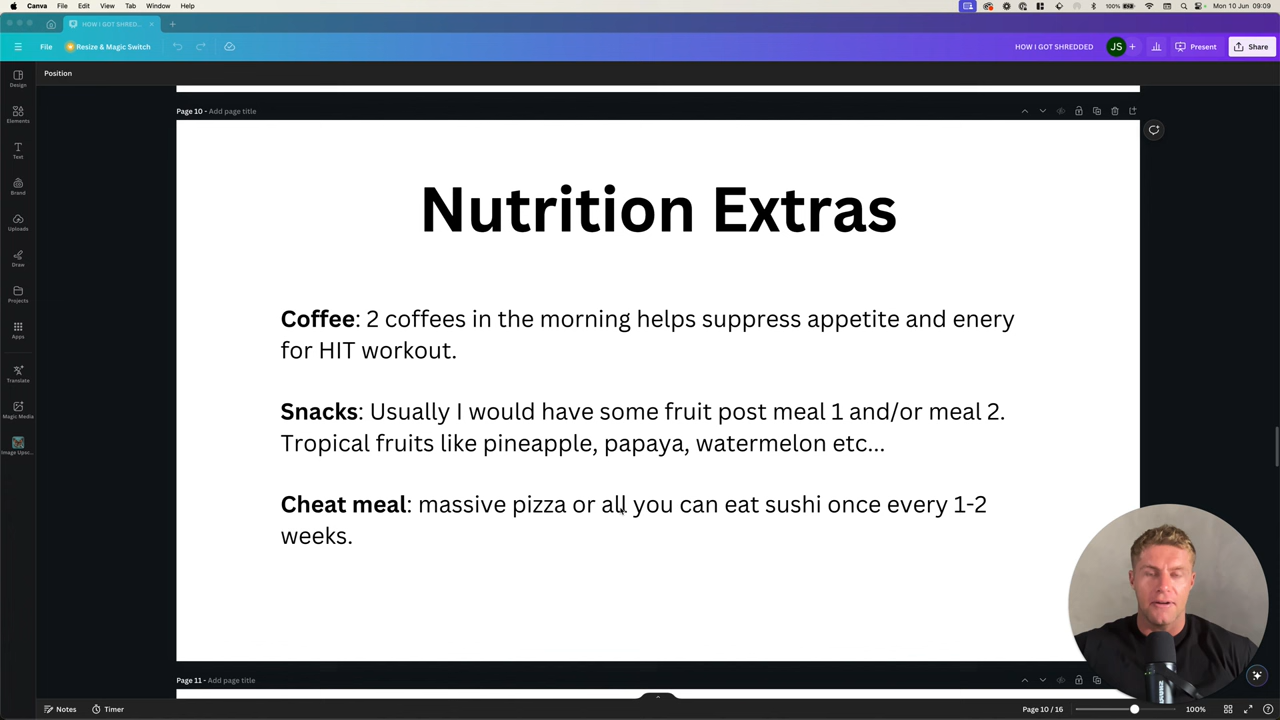 Canva File Edit View Tab Window Help 100% Mon 10 Jun 09:09
HOW I GOT SHRED...
File Resize & Magic Switch HOW I GOT SHREDDED JS Present Share
Position
Design
Elements
Text
Brand
Uploads
Draw
Projects
Apps
Translate
Magic Media
Image Upsc...
Page 10 - Add page title
Nutrition Extras
Coffee: 2 coffees in the morning helps suppress appetite and enery
for HIT workout.
Snacks: Usually I would have some fruit post meal 1 and/or meal 2.
Tropical fruits like pineapple, papaya, watermelon etc...
Cheat meal: massive pizza or all you can eat sushi once every 1-2
weeks.
Page 11 - Add page title
Notes Timer Page 10 / 16 100%